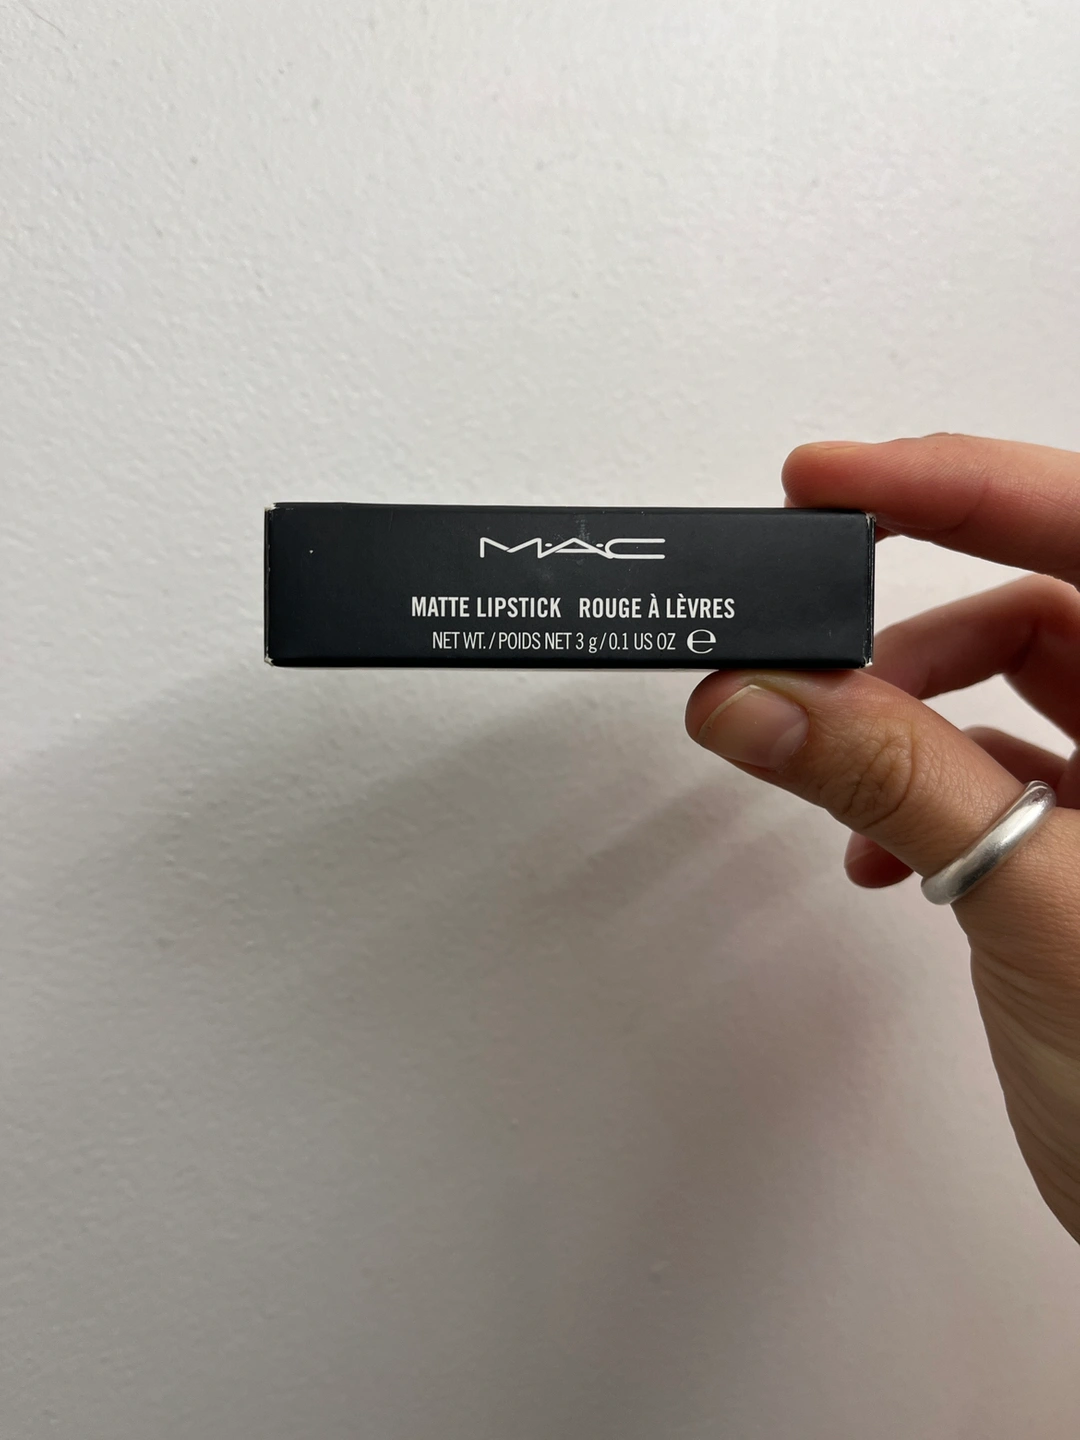 M·A·C
MATTE LIPSTICK ROUGE À LÈVRES
NET WT./POIDS NET 3 g/0.1 US OZ ℮